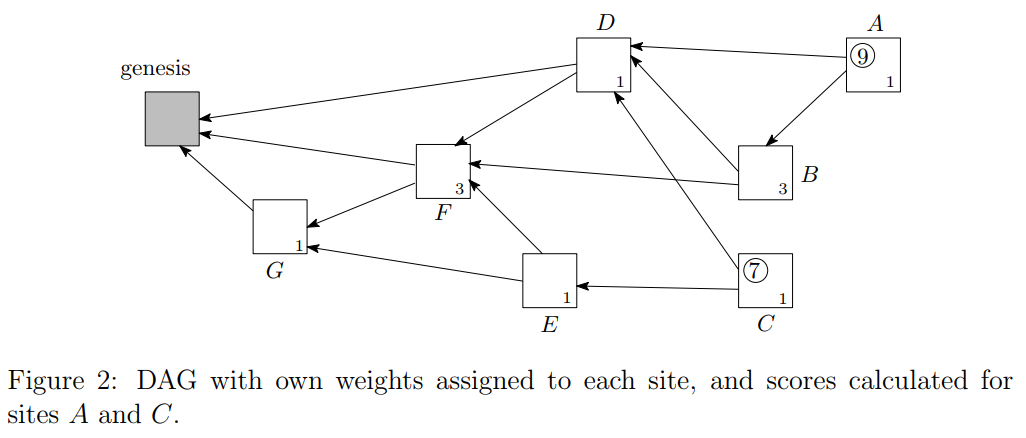 D
A
genesis
9
1
1
3
B
3
F
1
G
7
1
1
E
C
Figure 2: DAG with own weights assigned to each site, and scores calculated for
sites A and C.